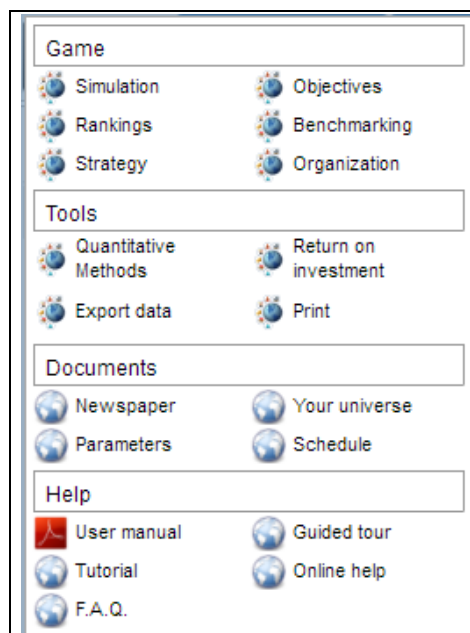 Game
Simulation
Objectives
Rankings
Benchmarking
Strategy
Organization
Tools
Quantitative
Methods
Return on
investment
Export data
Print
Documents
Newspaper
Your universe
Parameters
Schedule
Help
User manual
Guided tour
Tutorial
Online help
F.A.Q.